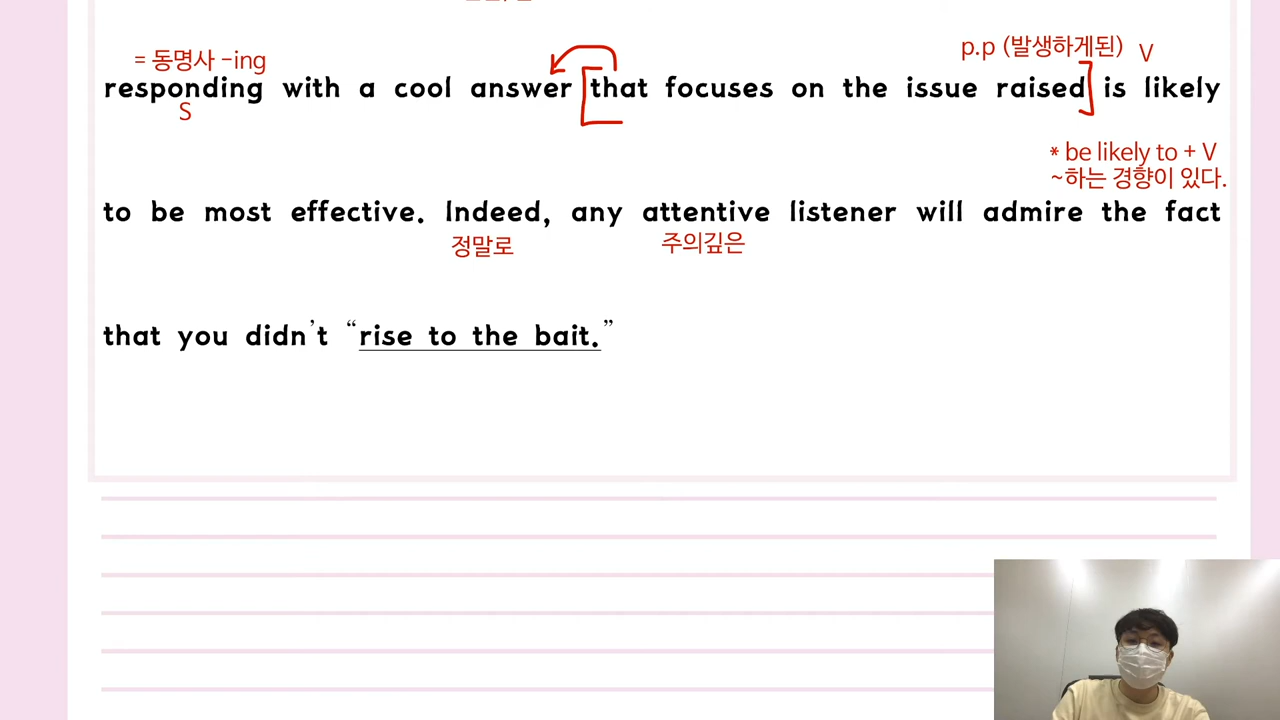 = 동명사 -ing
p.p (발생하게된) V
responding with a cool answer [that focuses on the issue raised] is likely
S
* be likely to + V
~하는 경향이 있다.
to be most effective. Indeed, any attentive listener will admire the fact
정말로 주의깊은
that you didn't “rise to the bait.”